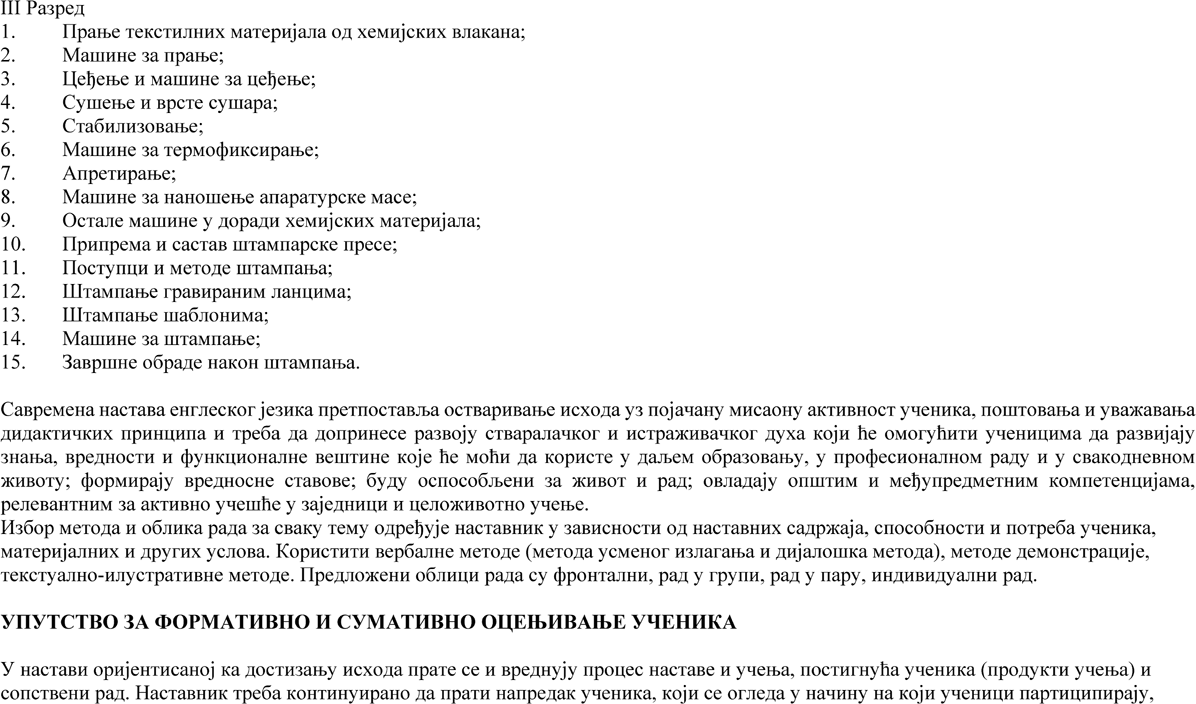 III Разред
1. Прање текстилних материјала од хемијских влакана;
2. Машине за прање;
3. Цеђење и машине за цеђење;
4. Сушење и врсте сушара;
5. Стабилизовање;
6. Машине за термофиксирање;
7. Апретирање;
8. Машине за наношење апаратурске масе;
9. Остале машине у доради хемијских материјала;
10. Припрема и састав штампарске пресе;
11. Поступци и методе штампања;
12. Штампање гравираним ланцима;
13. Штампање шаблонима;
14. Машине за штампање;
15. Завршне обраде након штампања.
Савремена настава енглеског језика претпоставља остваривање исхода уз појачану мисаону активност ученика, поштовања и уважавања
дидактичких принципа и треба да допринесе развоју стваралачког и истраживачког духа који ће омогућити ученицима да развијају
знања, вредности и функционалне вештине које ће моћи да користе у даљем образовању, у професионалном раду и у свакодневном
животу; формирају вредносне ставове; буду оспособљени за живот и рад; овладају општим и међупредметним компетенцијама,
релевантним за активно учешће у заједници и целоживотно учење.
Избор метода и облика рада за сваку тему одређује наставник у зависности од наставних садржаја, способности и потреба ученика,
материјалних и других услова. Користити вербалне методе (метода усменог излагања и дијалошка метода), методе демонстрације,
текстуално-илустративне методе. Предложени облици рада су фронтални, рад у групи, рад у пару, индивидуални рад.
УПУТСТВО ЗА ФОРМАТИВНО И СУМАТИВНО ОЦЕЊИВАЊЕ УЧЕНИКА
У настави оријентисаној ка достизању исхода прате се и вреднују процес наставе и учења, постигнућа ученика (продукти учења) и
сопствени рад. Наставник треба континуирано да прати напредак ученика, који се огледа у начину на који ученици партиципирају,